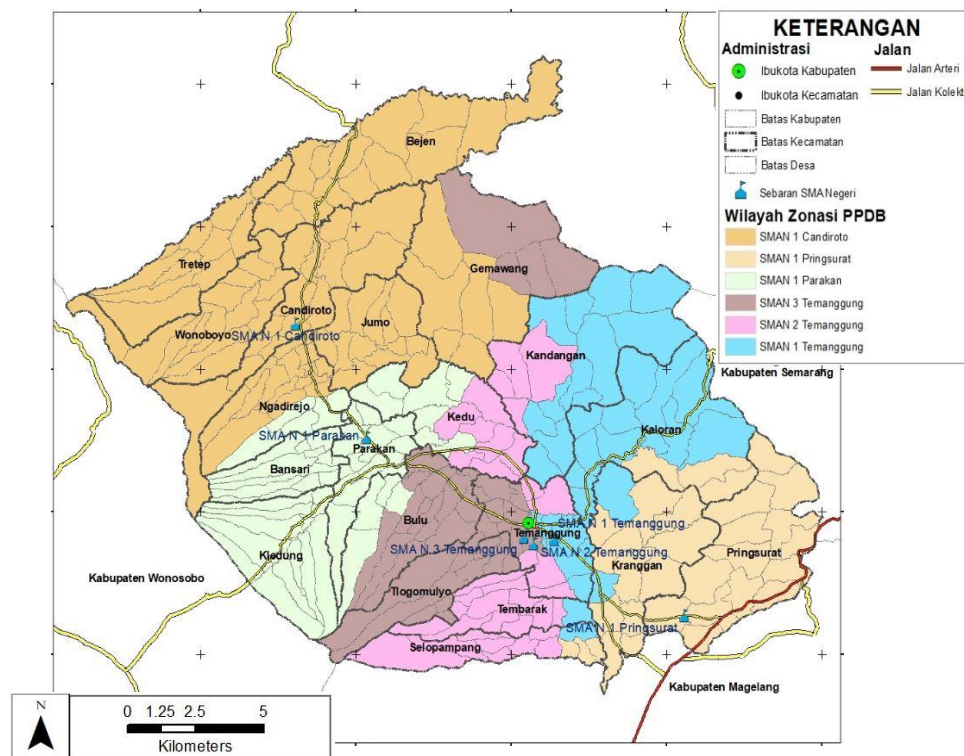 KETERANGAN
Administrasi
Ibukota Kabupaten
Ibukota Kecamatan
Batas Kabupaten
Batas Kecamatan
Batas Desa
Sebaran SMA Negeri
Jalan
Jalan Arteri
Jalan Kolekt
Wilayah Zonasi PPDB
SMAN 1 Candiroto
SMAN 1 Pringsurat
SMAN 1 Parakan
SMAN 3 Temanggung
SMAN 2 Temanggung
SMAN 1 Temanggung
Bejen
Tretep
Gemawang
Candiroto
Wonoboyo
SMA N 1 Candiroto
Jumo
Kandangan
Kabupaten Semarang
Ngadirejo
Kedu
SMA N 1 Parakan
Parakan
Kaloran
Bansari
Bulu
SMA N 1 Temanggung
Temanggung
SMA N 3 Temanggung
SMA N 2 Temanggung
Kledung
Pringsurat
Kranggan
Kabupaten Wonosobo
Tlogomulyo
Tembarak
SMA N 1 Pringsurat
Selopampang
Kabupaten Magelang
N
0 1.25 2.5 5
Kilometers